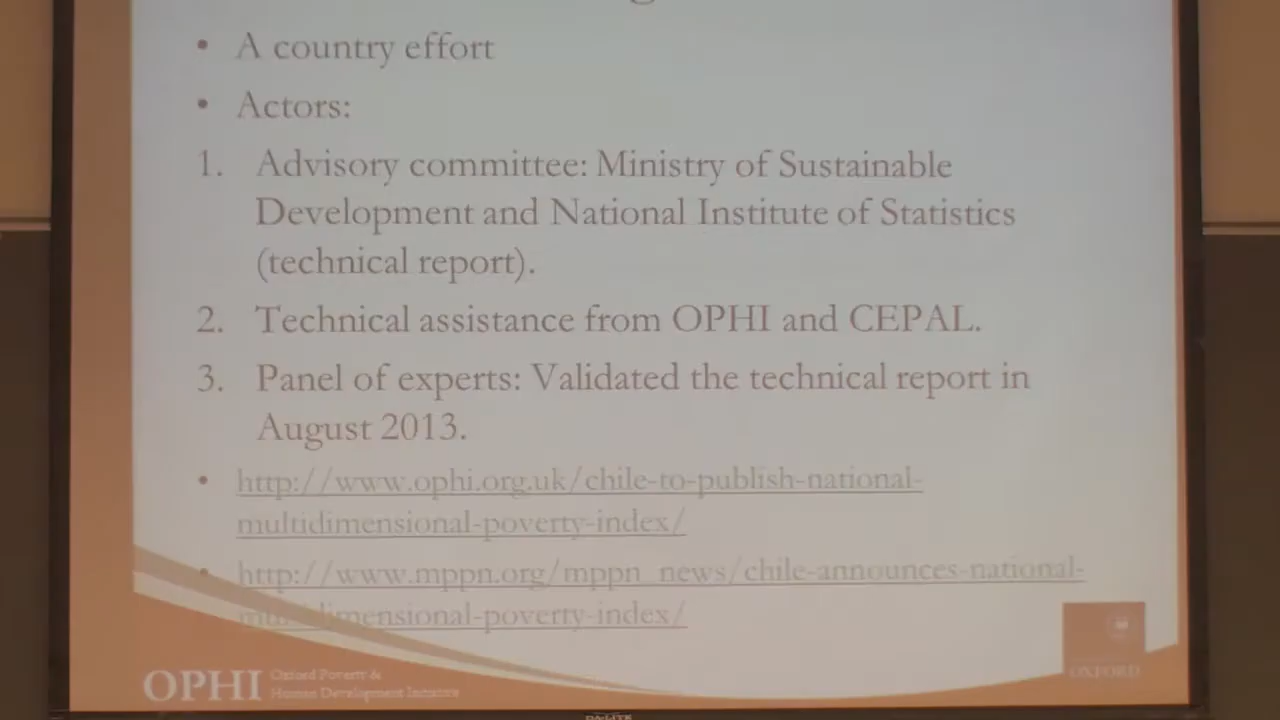 • A country effort
• Actors:
1. Advisory committee: Ministry of Sustainable
Development and National Institute of Statistics
(technical report).
2. Technical assistance from OPHI and CEPAL.
3. Panel of experts: Validated the technical report in
August 2013.
• http://www.ophi.org.uk/chile-to-publish-national-
multidimensional-poverty-index/
• http://www.mppn.org/mppn_news/chile-announces-national-
multidimensional-poverty-index/
OPHI
Oxford Poverty &
Human Development Initiative
OXFORD
DA-LITE